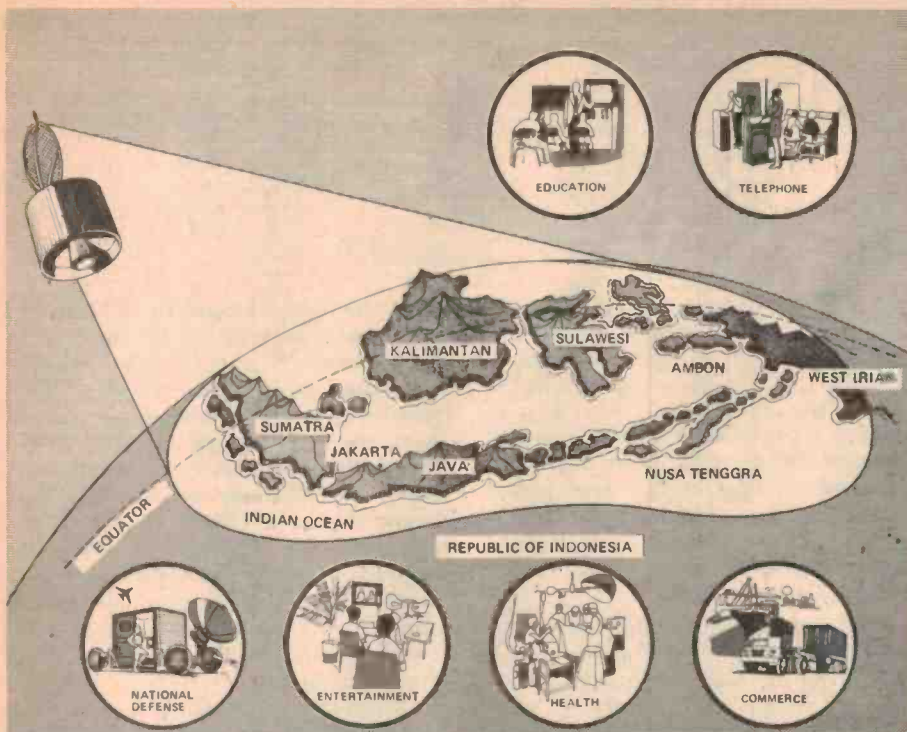 EDUCATION
TELEPHONE
KALIMANTAN
SULAWESI
AMBON
WEST IRIAN
SUMATRA
JAKARTA
JAVA
NUSA TENGGRA
EQUATOR
INDIAN OCEAN
REPUBLIC OF INDONESIA
NATIONAL
DEFENSE
ENTERTAINMENT
HEALTH
COMMERCE